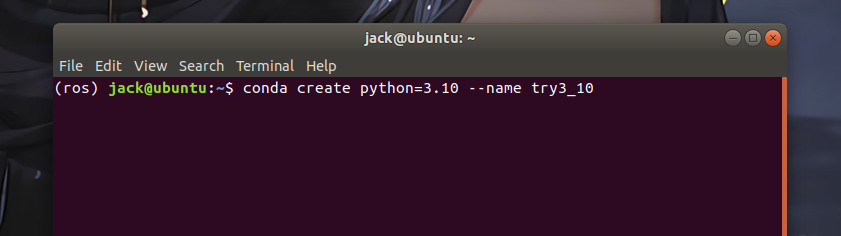 jack@ubuntu: ~
File Edit View Search Terminal Help
(ros) jack@ubuntu:~$ conda create python=3.10 --name try3_10